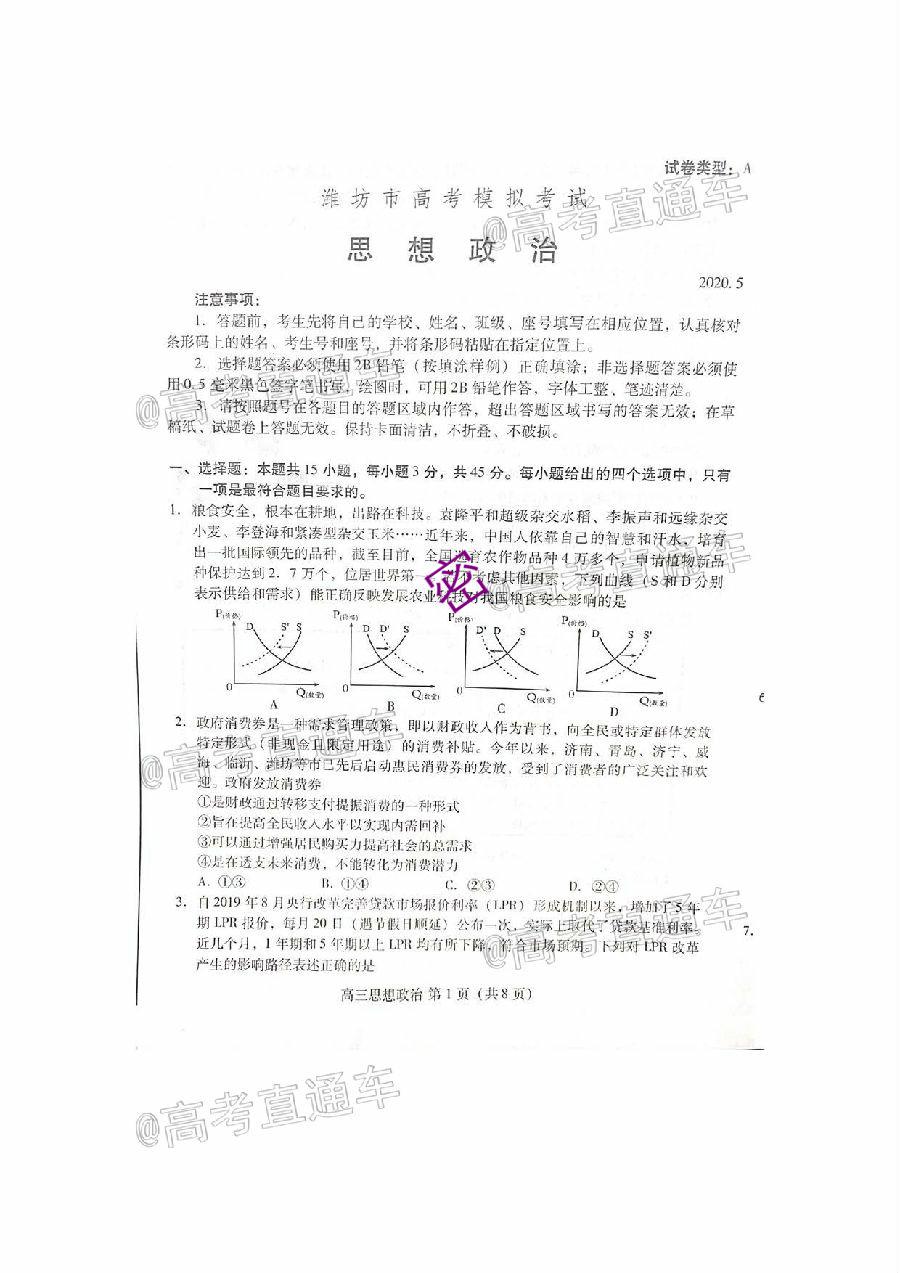 试卷类型：A
潍坊市高考模拟考试
思想政治
2020.5
注意事项：
1．答题前，考生先将自己的学校、姓名、班级、座号填写在相应位置，认真核对
条形码上的姓名、考生号和座号，并将条形码粘贴在指定位置上。
2．选择题答案必须使用2B铅笔（按填涂样例）正确填涂；非选择题答案必须使
用0.5毫米黑色签字笔书写，绘图时，可用2B铅笔作答，字体工整、笔迹清楚。
3．请按照题号在各题目的答题区域内作答，超出答题区域书写的答案无效；在草
稿纸、试题卷上答题无效。保持卡面清洁，不折叠、不破损。
一、选择题：本题共15小题，每小题3分，共45分。每小题给出的四个选项中，只有
一项是最符合题目要求的。
1．粮食安全，根本在耕地，出路在科技。袁隆平和超级杂交水稻、李振声和远缘杂交
小麦、李登海和紧凑型杂交玉米……近年来，中国人依靠自己的智慧和汗水，培育
出一批国际领先的品种，截至目前，全国选育农作物品种4万多个，申请植物新品
种保护达到2．7万个，位居世界第一。考虑其他因素，下列曲线（S和D分别
表示供给和需求）能正确反映发展农业科技对我国粮食安全影响的是
密
P(价格) D S' S 0 Q(数量) A
P(价格) D D' S 0 Q(数量) B
P(价格) D' D S 0 Q(数量) C
P(价格) D S S' 0 Q(数量) D
6
2．政府消费券是一种需求管理政策，即以财政收入作为背书，向全民或特定群体发放
特定形式（非现金且限定用途）的消费补贴。今年以来，济南、青岛、济宁、威
海、临沂、潍坊等市已先后启动惠民消费券的发放，受到了消费者的广泛关注和欢
迎。政府发放消费券
①是财政通过转移支付提振消费的一种形式
②旨在提高全民收入水平以实现内需回补
③可以通过增强居民购买力提高社会的总需求
④是在透支未来消费，不能转化为消费潜力
A．①③ B．①④ C．②③ D．②④
3．自2019年8月央行改革完善贷款市场报价利率（LPR）形成机制以来，增加了5年
期LPR报价，每月20日（遇节假日顺延）公布一次，实际上取代了贷款基准利率。
近几个月，1年期和5年期以上LPR均有所下降，符合市场预期。下列对LPR改革
产生的影响路径表述正确的是
7.
高三思想政治 第1页（共8页）
@高考直通车
@高考直通车
@高考直通车
@高考直通车
@高考直通车
@高考直通车